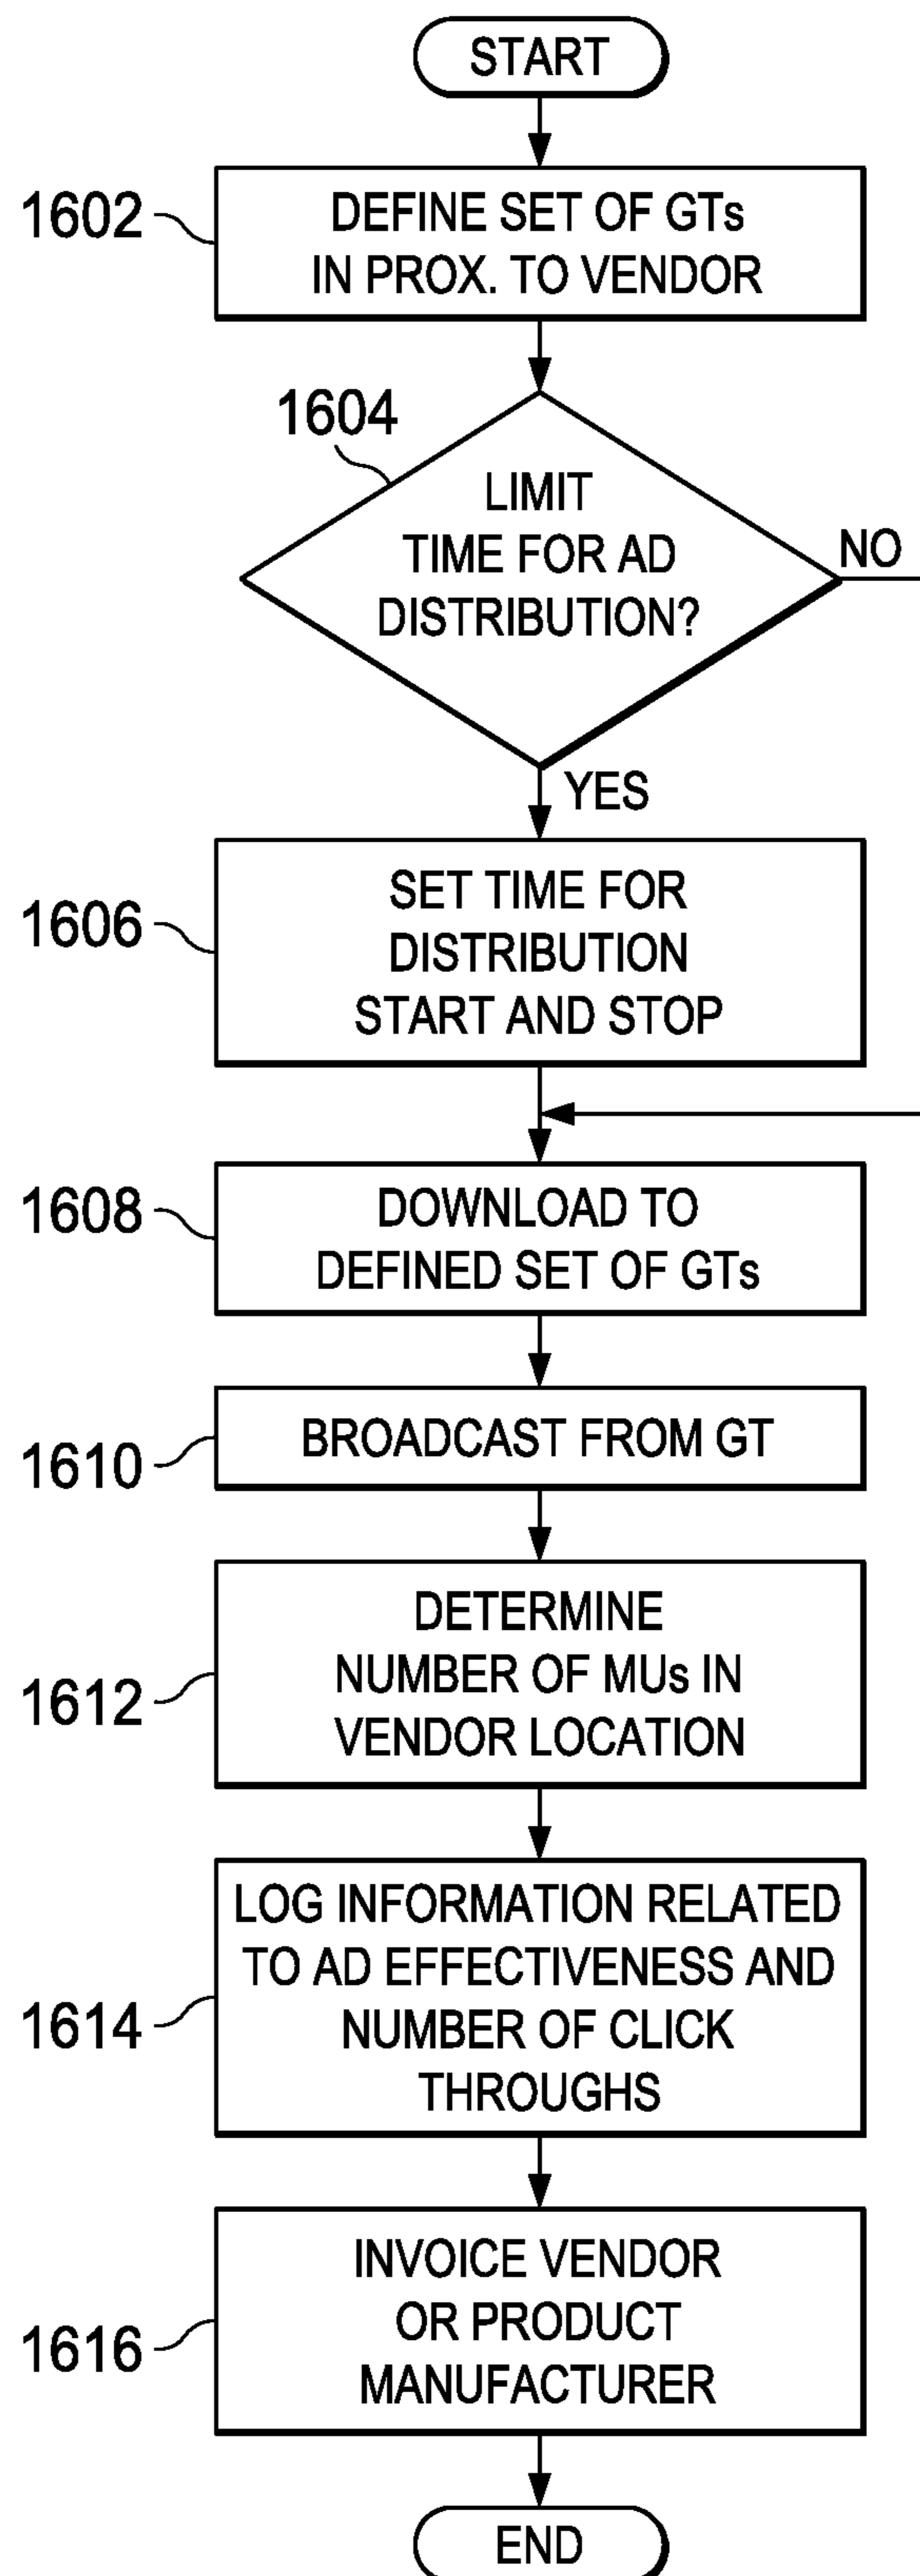 START
1602
DEFINE SET OF GTs
IN PROX. TO VENDOR
1604
LIMIT
TIME FOR AD
DISTRIBUTION?
NO
YES
1606
SET TIME FOR
DISTRIBUTION
START AND STOP
1608
DOWNLOAD TO
DEFINED SET OF GTs
1610
BROADCAST FROM GT
1612
DETERMINE
NUMBER OF MUs IN
VENDOR LOCATION
1614
LOG INFORMATION RELATED
TO AD EFFECTIVENESS AND
NUMBER OF CLICK
THROUGHS
1616
INVOICE VENDOR
OR PRODUCT
MANUFACTURER
END